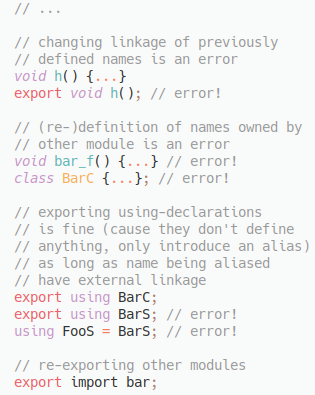 // ...
// changing linkage of previously
// defined names is an error
void h() {...}
export void h(); // error!
// (re-)definition of names owned by
// other module is an error
void bar_f() {...} // error!
class BarC {...}; // error!
// exporting using-declarations
// is fine (cause they don't define
// anything, only introduce an alias)
// as long as name being aliased
// have external linkage
export using BarC;
export using BarS; // error!
using FooS = BarS; // error!
// re-exporting other modules
export import bar;